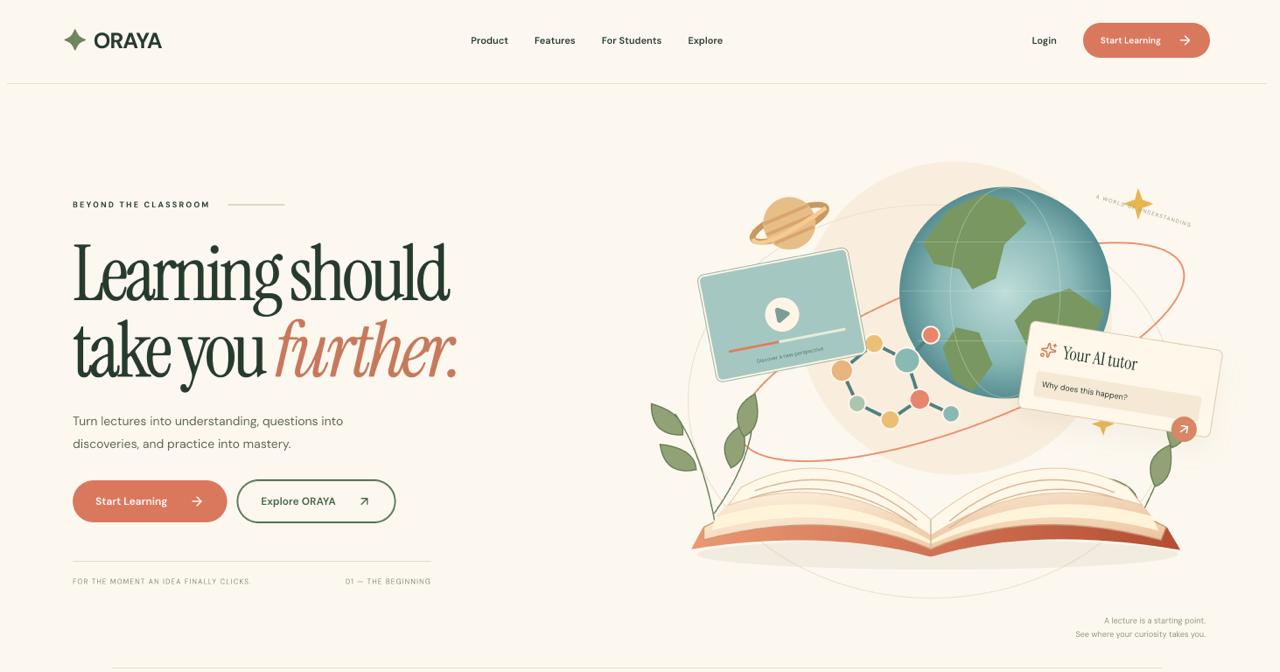 ORAYA
Product
Features
For Students
Explore
Login
Start Learning
BEYOND THE CLASSROOM
Learning should
take you further.
Turn lectures into understanding, questions into
discoveries, and practice into mastery.
Start Learning
Explore ORAYA
FOR THE MOMENT AN IDEA FINALLY CLICKS.
01 — THE BEGINNING
A WORLD UNDERSTANDING
Discover a new perspective
Your AI tutor
Why does this happen?
A lecture is a starting point.
See where your curiosity takes you.